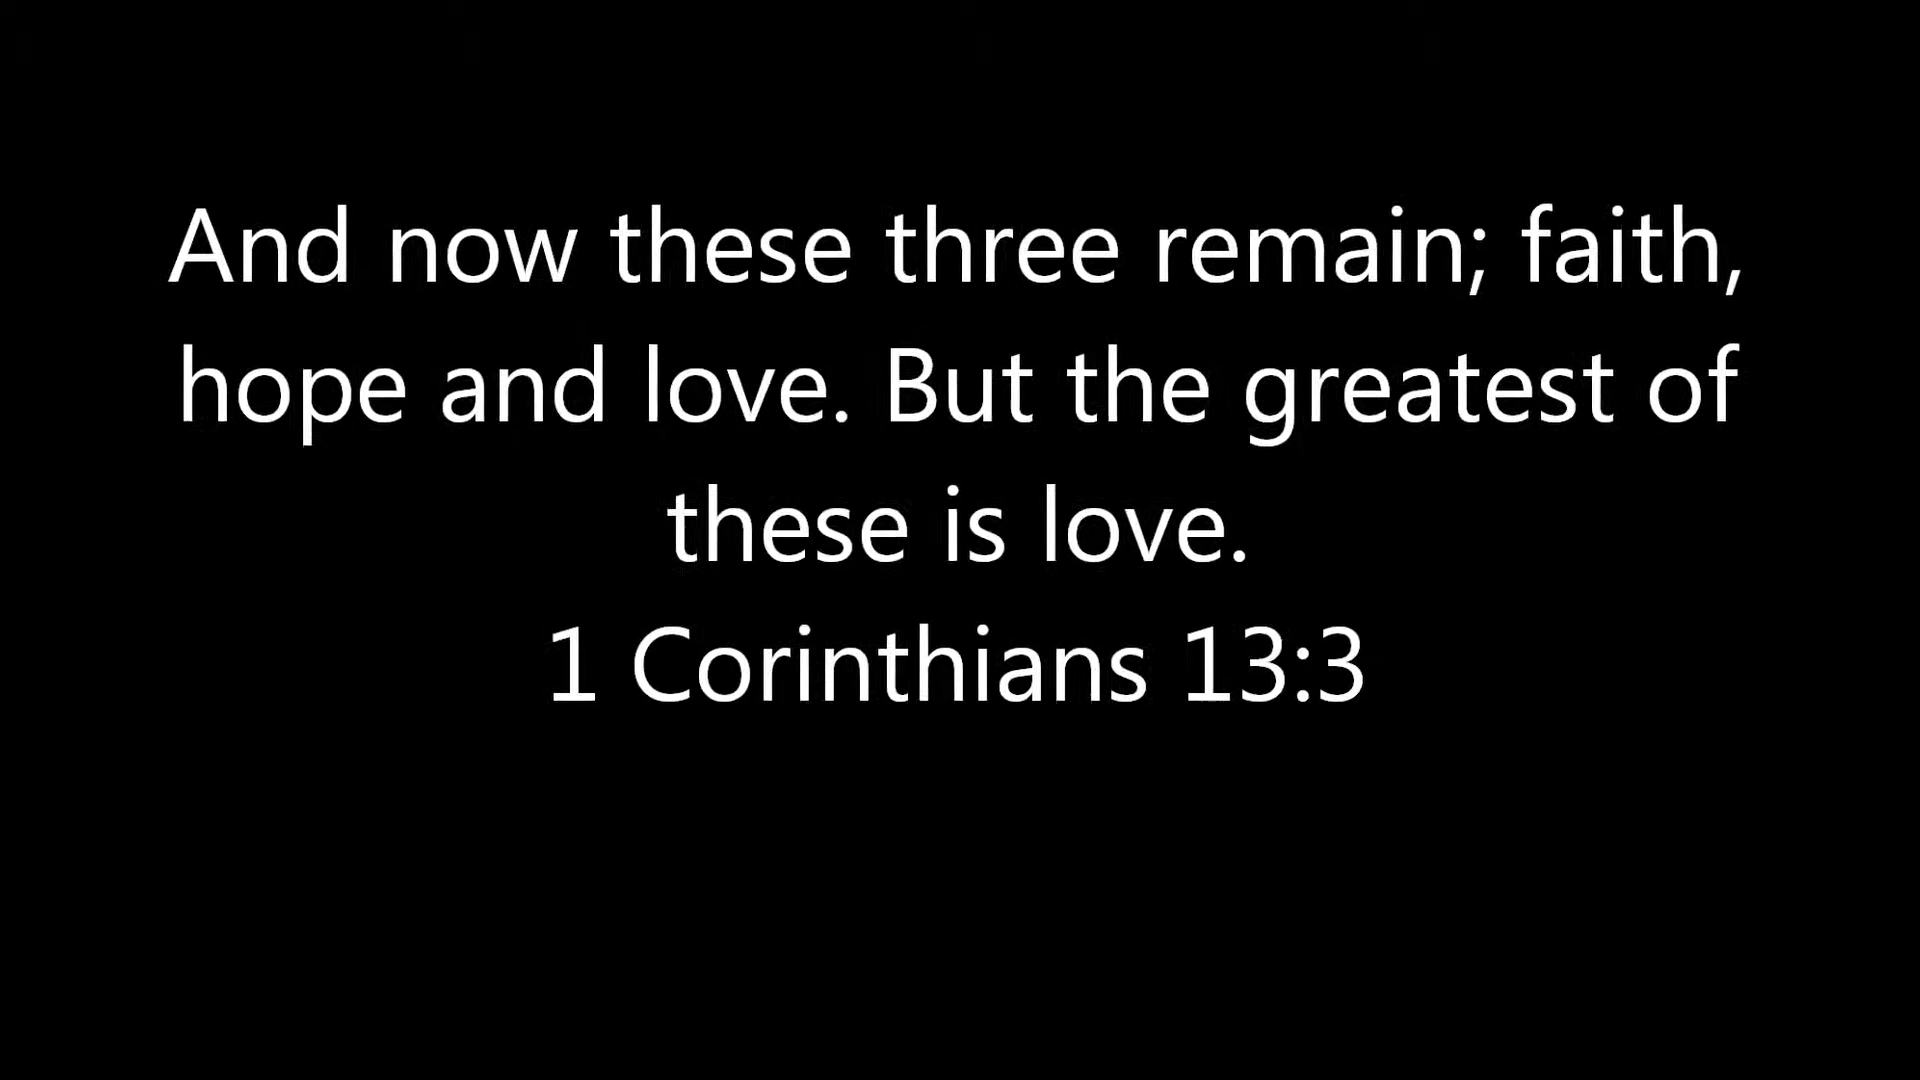 And now these three remain; faith,
hope and love. But the greatest of
these is love.
1 Corinthians 13:3